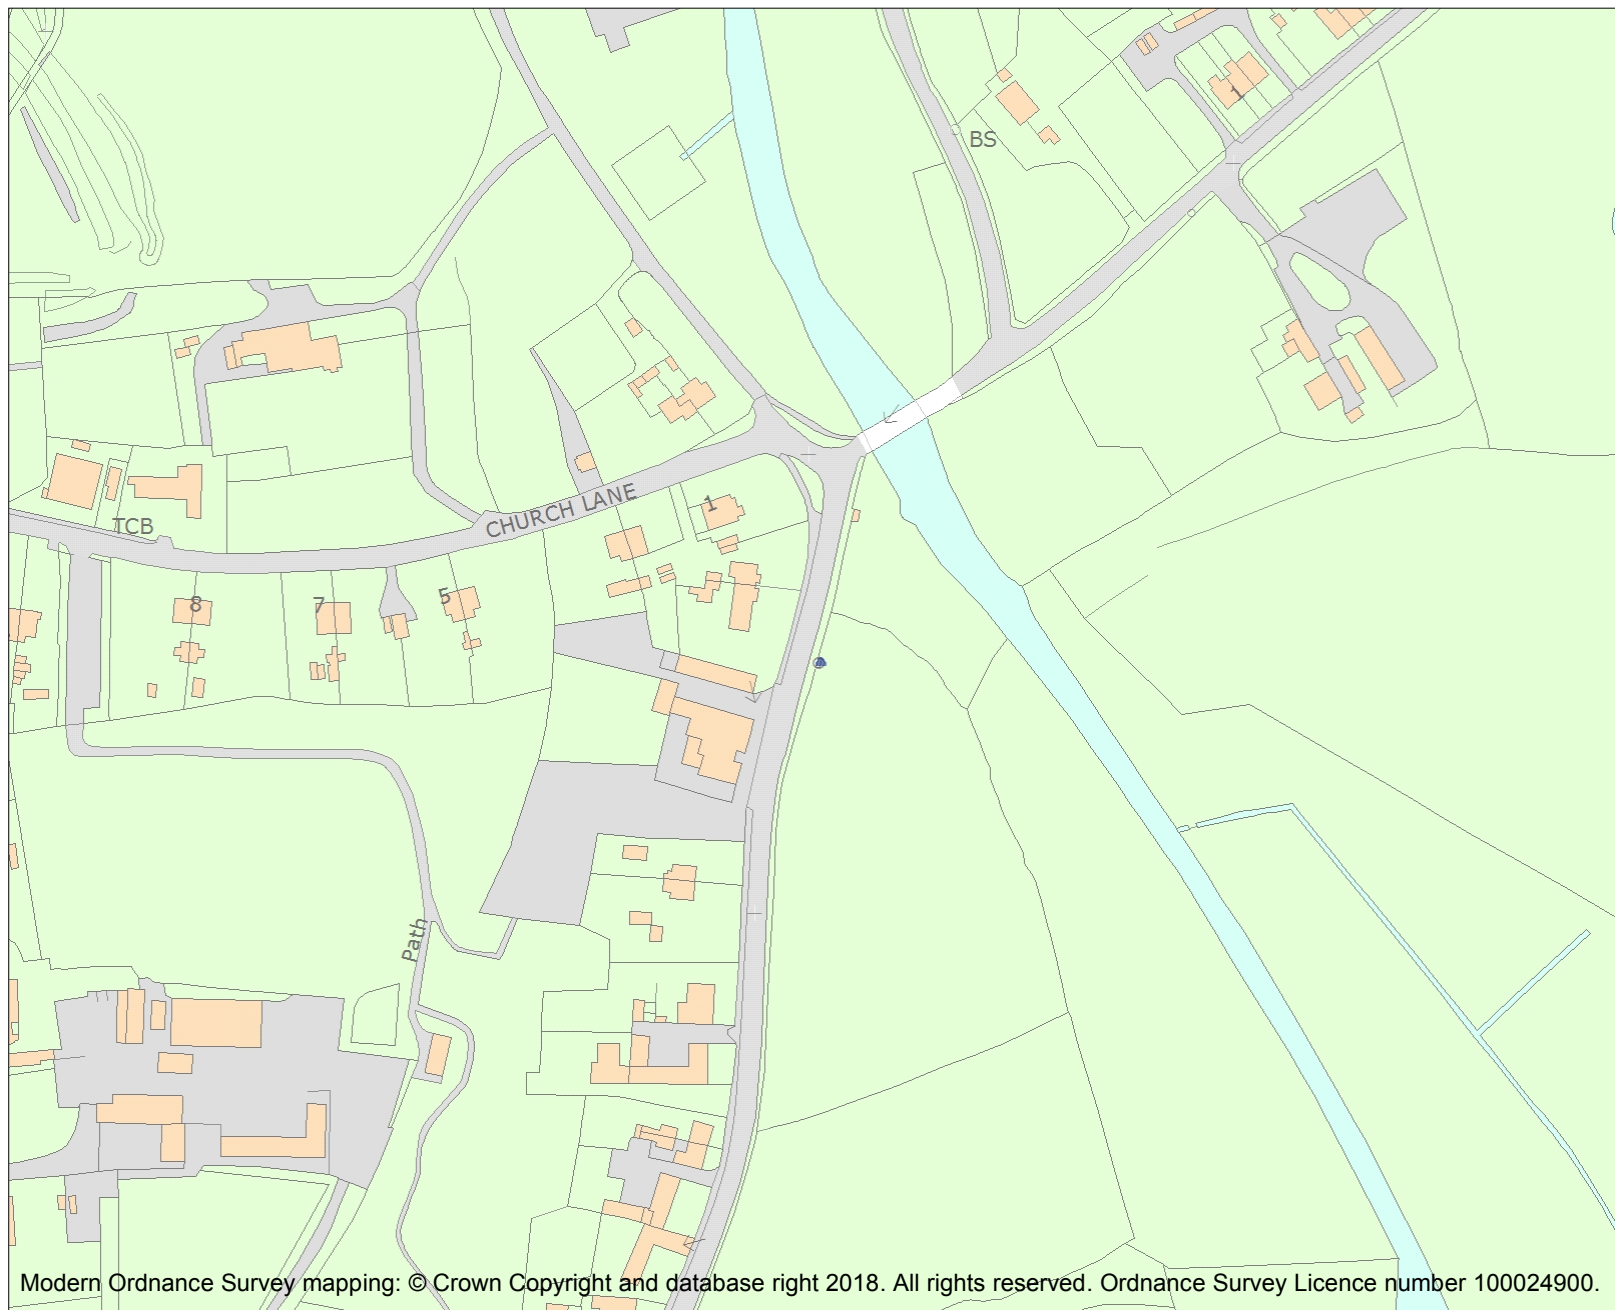 1
BS
CHURCH LANE
1
TCB
8
7
5
Path
Modern Ordnance Survey mapping: © Crown Copyright and database right 2018. All rights reserved. Ordnance Survey Licence number 100024900.